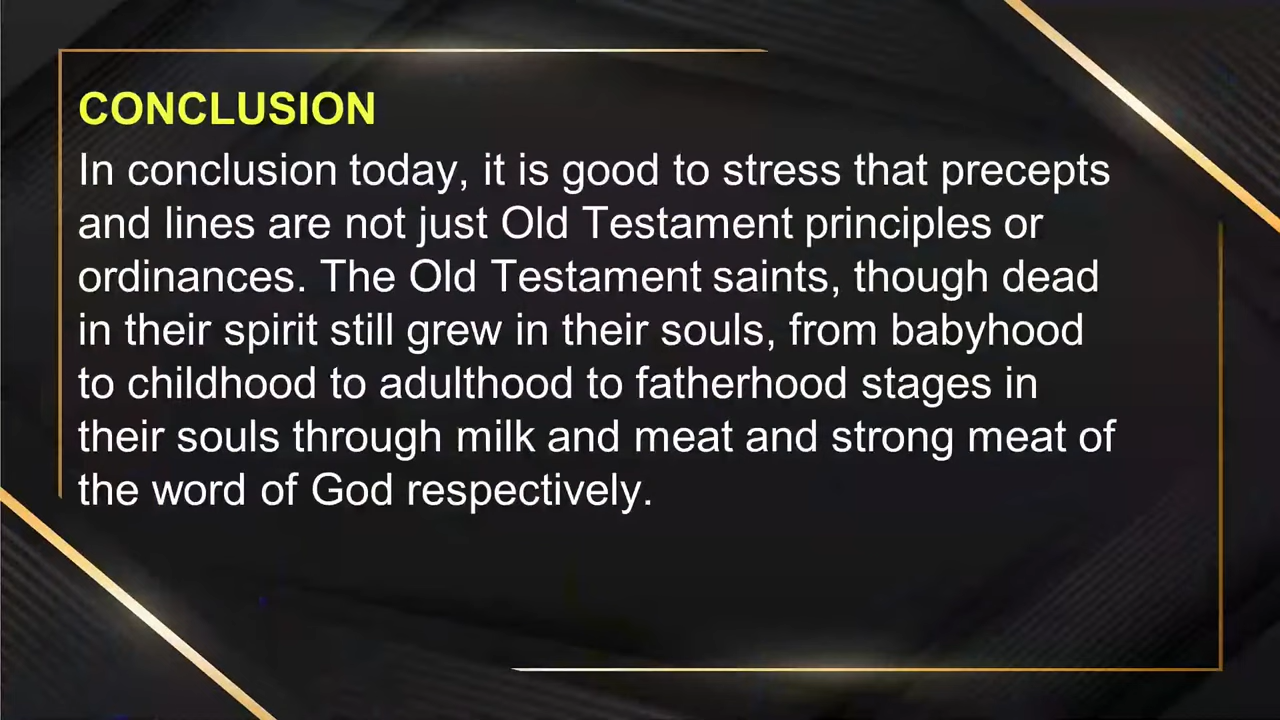 CONCLUSION
In conclusion today, it is good to stress that precepts
and lines are not just Old Testament principles or
ordinances. The Old Testament saints, though dead
in their spirit still grew in their souls, from babyhood
to childhood to adulthood to fatherhood stages in
their souls through milk and meat and strong meat of
the word of God respectively.